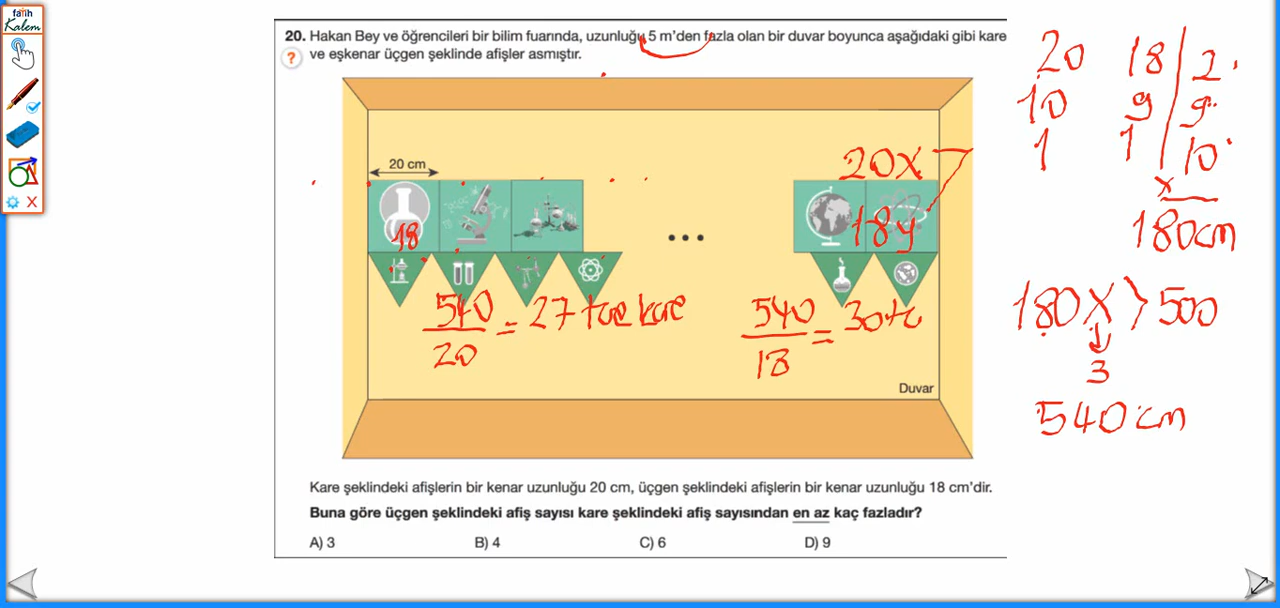 fatih
Kalem
20. Hakan Bey ve öğrencileri bir bilim fuarında, uzunluğu 5 m'den fazla olan bir duvar boyunca aşağıdaki gibi kare
? ve eşkenar üçgen şeklinde afişler asmıştır.
20 cm
20x
18
18y
540/20 = 27 tae kare
540/18 = 30 ta
Duvar
Kare şeklindeki afişlerin bir kenar uzunluğu 20 cm, üçgen şeklindeki afişlerin bir kenar uzunluğu 18 cm'dir.
Buna göre üçgen şeklindeki afiş sayısı kare şeklindeki afiş sayısından en az kaç fazladır?
A) 3 B) 4 C) 6 D) 9
20 18 | 2
10 9 | 9
1 1 | 10
x
180cm
180x > 500
3
540 cm
X